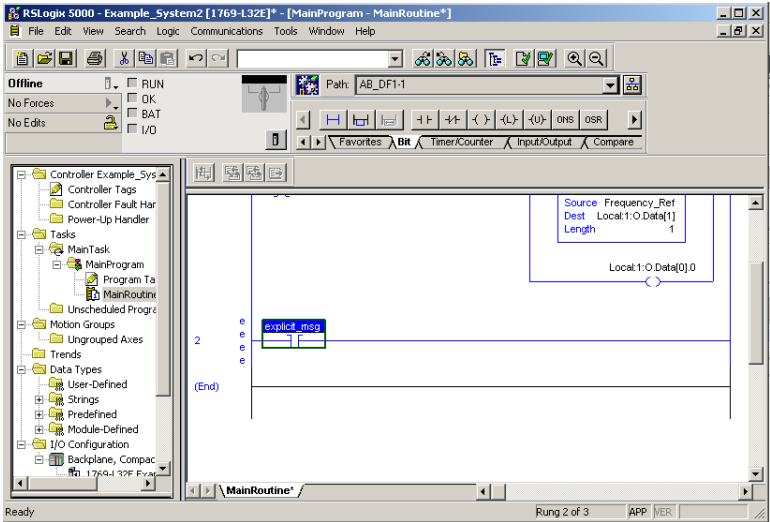 RSLogix 5000 - Example_System2 [1769-L32E]* - [MainProgram - MainRoutine*]
File Edit View Search Logic Communications Tools Window Help
Offline
RUN
No Forces
OK
No Edits
BAT
I/O
Path: AB_DF1-1
ONS OSR
Favorites Bit Timer/Counter Input/Output Compare
Controller Example_Sys
Controller Tags
Controller Fault Har
Power-Up Handler
Tasks
MainTask
MainProgram
Program Ta
MainRoutine
Unscheduled Progra
Motion Groups
Ungrouped Axes
Trends
Data Types
User-Defined
Strings
Predefined
Module-Defined
I/O Configuration
Backplane, Compac
1769-L32E Exam
Source Frequency_Ref
Dest Local:1:O.Data[1]
Length 1
Local:1:O.Data[0].0
2
e
e
e
e
explicit_msg
(End)
MainRoutine*
Ready
Rung 2 of 3
APP
VER